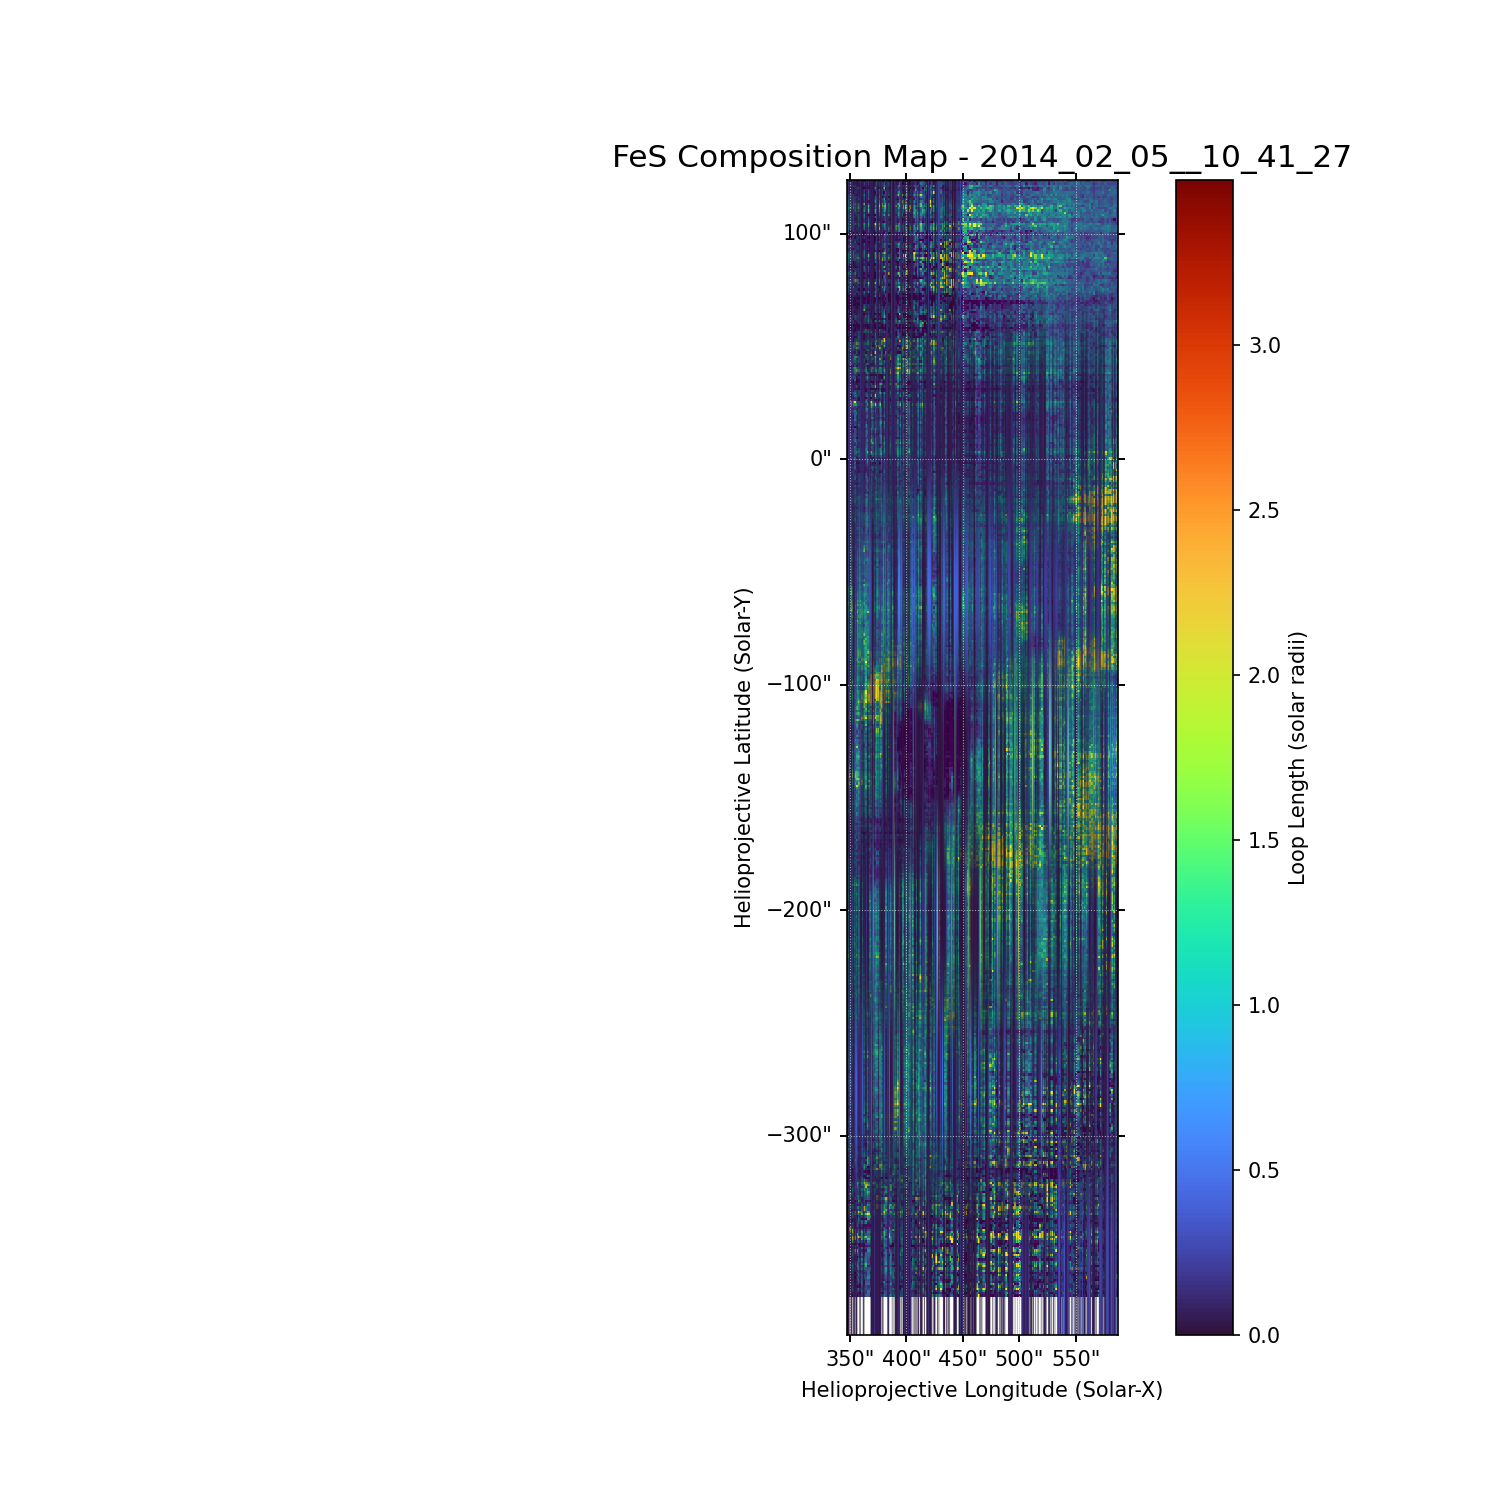 FeS Composition Map - 2014_02_05__10_41_27
100"
0"
−100"
−200"
−300"
Helioprojective Latitude (Solar-Y)
350" 400" 450" 500" 550"
Helioprojective Longitude (Solar-X)
3.0
2.5
2.0
1.5
1.0
0.5
0.0
Loop Length (solar radii)